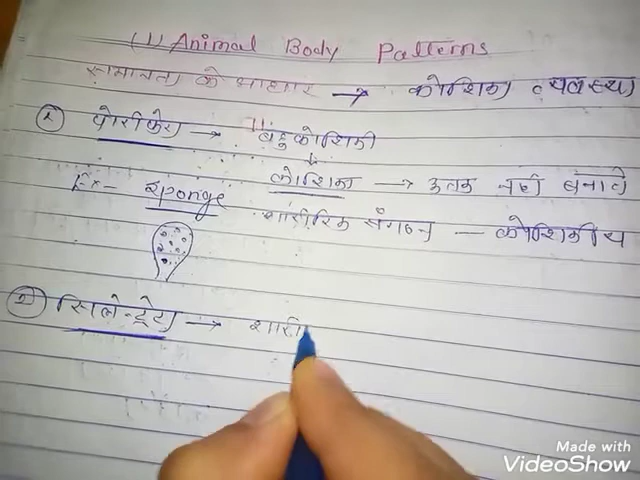 (1) Animal Body Patterns
समानता के आधार → कोशिका व्यवस्था
① पोरीफेरा → बहुकोशिकी
↓
कोशिका → उतक नहीं बनाते
Ex- Sponge
शारीरिक संगठन — कोशिकीय
② सिलेन्ट्रेटा → शारी
Made with
VideoShow